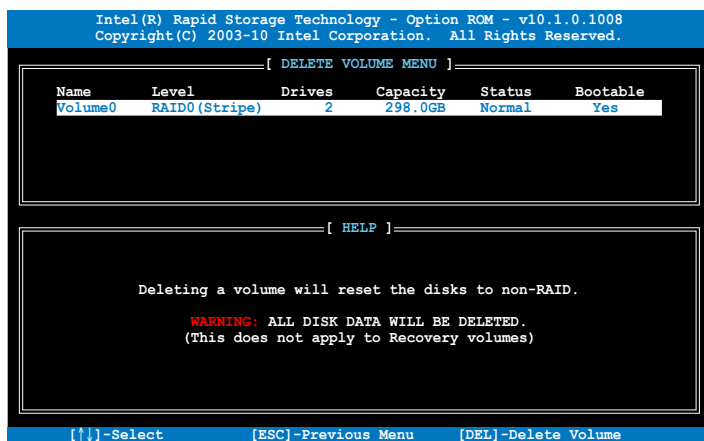 Intel(R) Rapid Storage Technology - Option ROM - v10.1.0.1008
Copyright(C) 2003-10 Intel Corporation.  All Rights Reserved.
[ DELETE VOLUME MENU ]
Name Level Drives Capacity Status Bootable
Volume0 RAID0(Stripe) 2 298.0GB Normal Yes
[ HELP ]
Deleting a volume will reset the disks to non-RAID.
WARNING: ALL DISK DATA WILL BE DELETED.
(This does not apply to Recovery volumes)
[↑↓]-Select [ESC]-Previous Menu [DEL]-Delete Volume